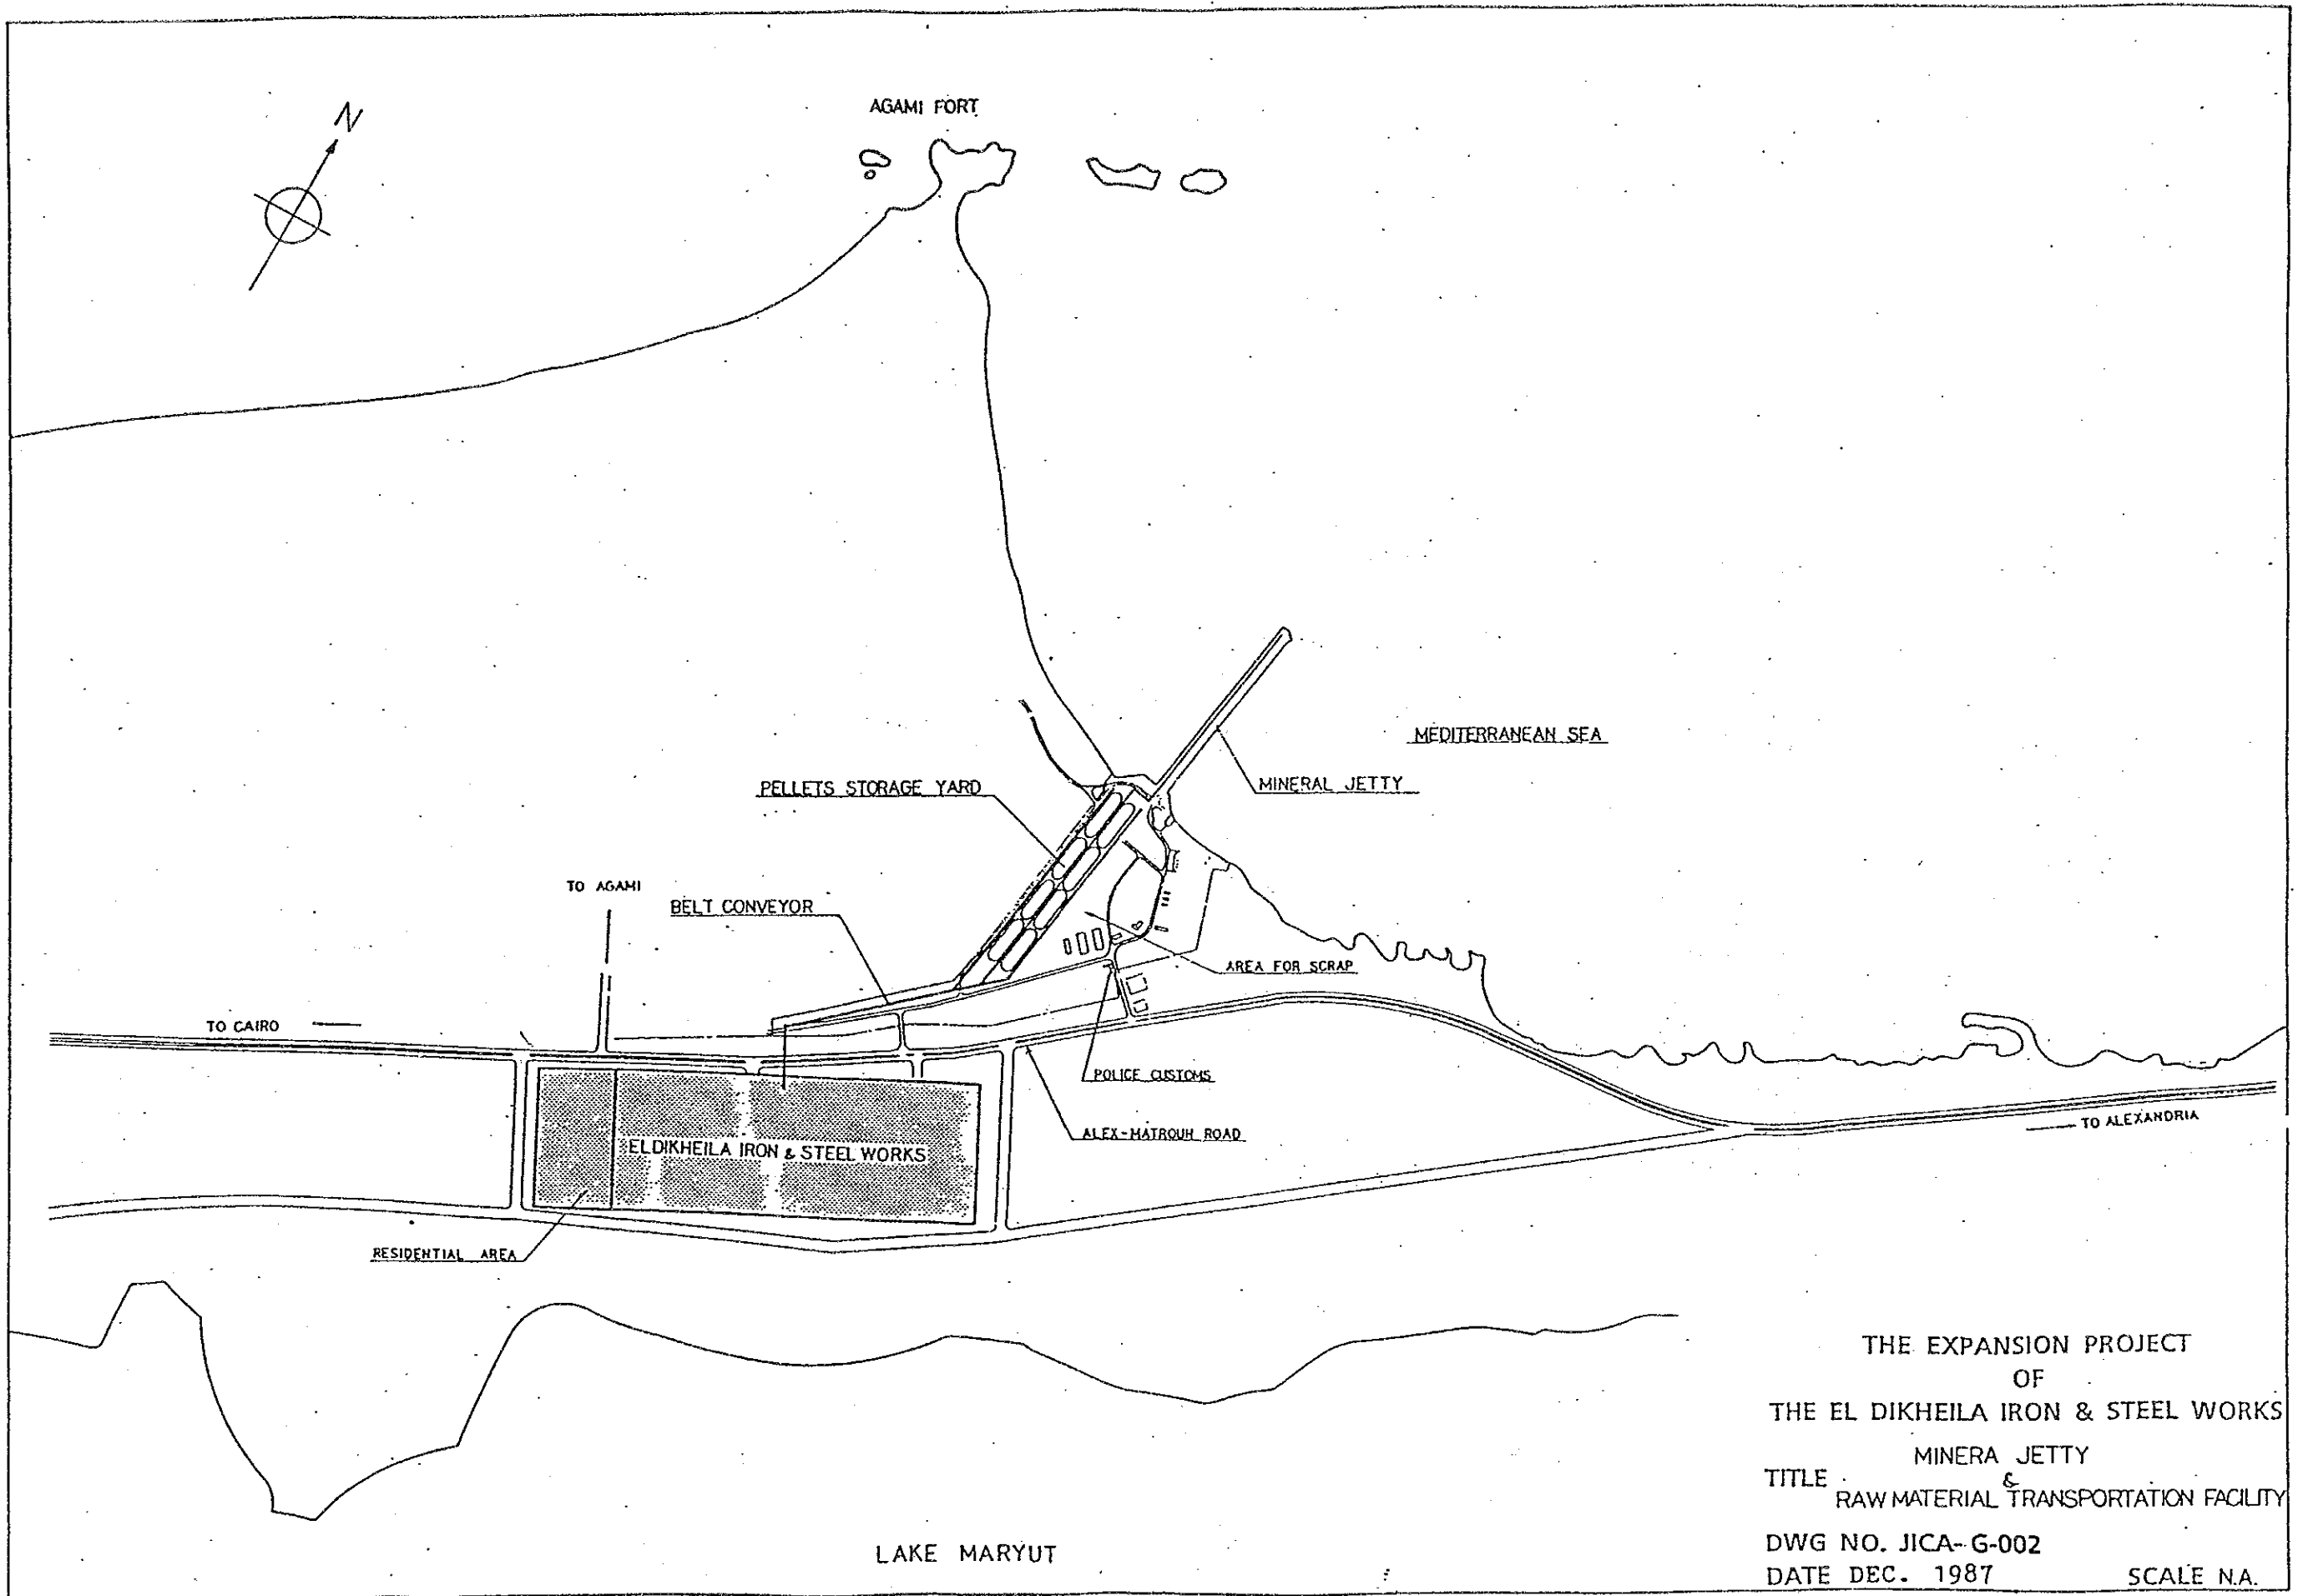 AGAMI FORT
N
MEDITERRANEAN SEA
PELLETS STORAGE YARD
MINERAL JETTY
TO AGAMI
BELT CONVEYOR
AREA FOR SCRAP
TO CAIRO
POLICE CUSTOMS
TO ALEXANDRIA
ALEX-MATROUH ROAD
ELDIKHEILA IRON & STEEL WORKS
RESIDENTIAL AREA
LAKE MARYUT
THE EXPANSION PROJECT
OF
THE EL DIKHEILA IRON & STEEL WORKS
MINERA JETTY
TITLE &
RAW MATERIAL TRANSPORTATION FACILITY
DWG NO. JICA-G-002
DATE DEC. 1987 SCALE N.A.